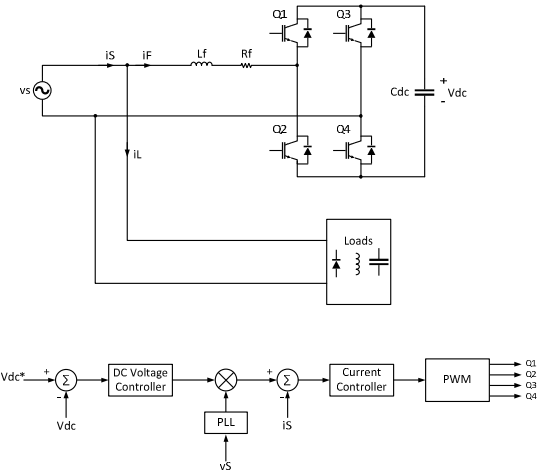 Q1
Q3
iS
iF
Lf
Rf
vs
Cdc
+
Vdc
-
Q2
Q4
iL
Loads
Vdc*
+
Σ
-
Vdc
DC Voltage
Controller
PLL
vS
+
Σ
-
iS
Current
Controller
PWM
Q1
Q2
Q3
Q4